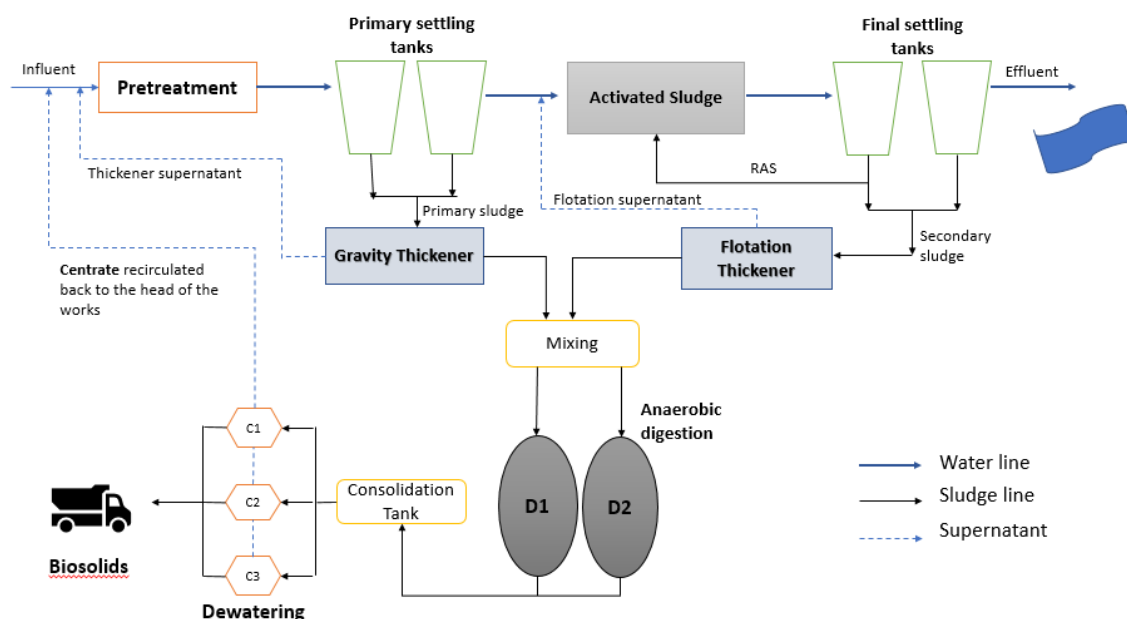 Primary settling
tanks
Final settling
tanks
Influent
Effluent
Pretreatment
Activated Sludge
RAS
Thickener supernatant
Flotation supernatant
Primary sludge
Secondary
sludge
Gravity Thickener
Flotation
Thickener
Centrate recirculated
back to the head of the
works
Mixing
Anaerobic
digestion
C1
C2
C3
Consolidation
Tank
D1
D2
Water line
Sludge line
Supernatant
Biosolids
Dewatering